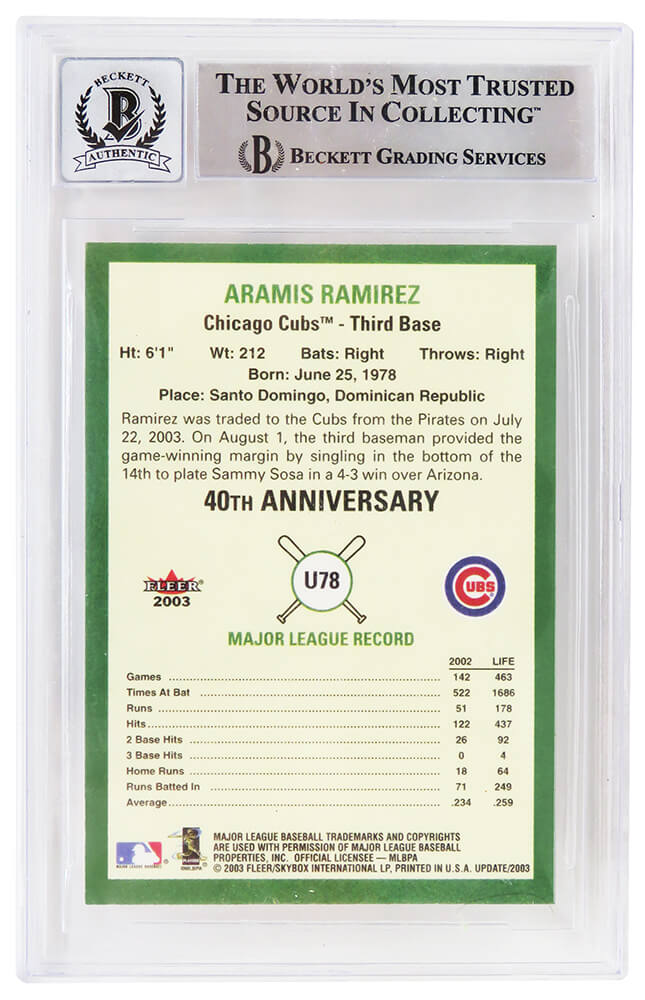 BECKETT
B
AUTHENTIC
THE WORLD'S MOST TRUSTED
SOURCE IN COLLECTING™
B BECKETT GRADING SERVICES
ARAMIS RAMIREZ
Chicago Cubs™ - Third Base
Ht: 6'1" Wt: 212 Bats: Right Throws: Right
Born: June 25, 1978
Place: Santo Domingo, Dominican Republic
Ramirez was traded to the Cubs from the Pirates on July
22, 2003. On August 1, the third baseman provided the
game-winning margin by singling in the bottom of the
14th to plate Sammy Sosa in a 4-3 win over Arizona.
40TH ANNIVERSARY
U78
FLEER®
2003
CUBS
MAJOR LEAGUE RECORD
2002 LIFE
Games 142 463
Times At Bat 522 1686
Runs 51 178
Hits 122 437
2 Base Hits 26 92
3 Base Hits 0 4
Home Runs 18 64
Runs Batted In 71 249
Average .234 .259
MAJOR LEAGUE BASEBALL TRADEMARKS AND COPYRIGHTS
ARE USED WITH PERMISSION OF MAJOR LEAGUE BASEBALL
PROPERTIES, INC. OFFICIAL LICENSEE — MLBPA
© 2003 FLEER/SKYBOX INTERNATIONAL LP, PRINTED IN U.S.A. UPDATE/2003
MAJOR LEAGUE BASEBALL
©MLBPA